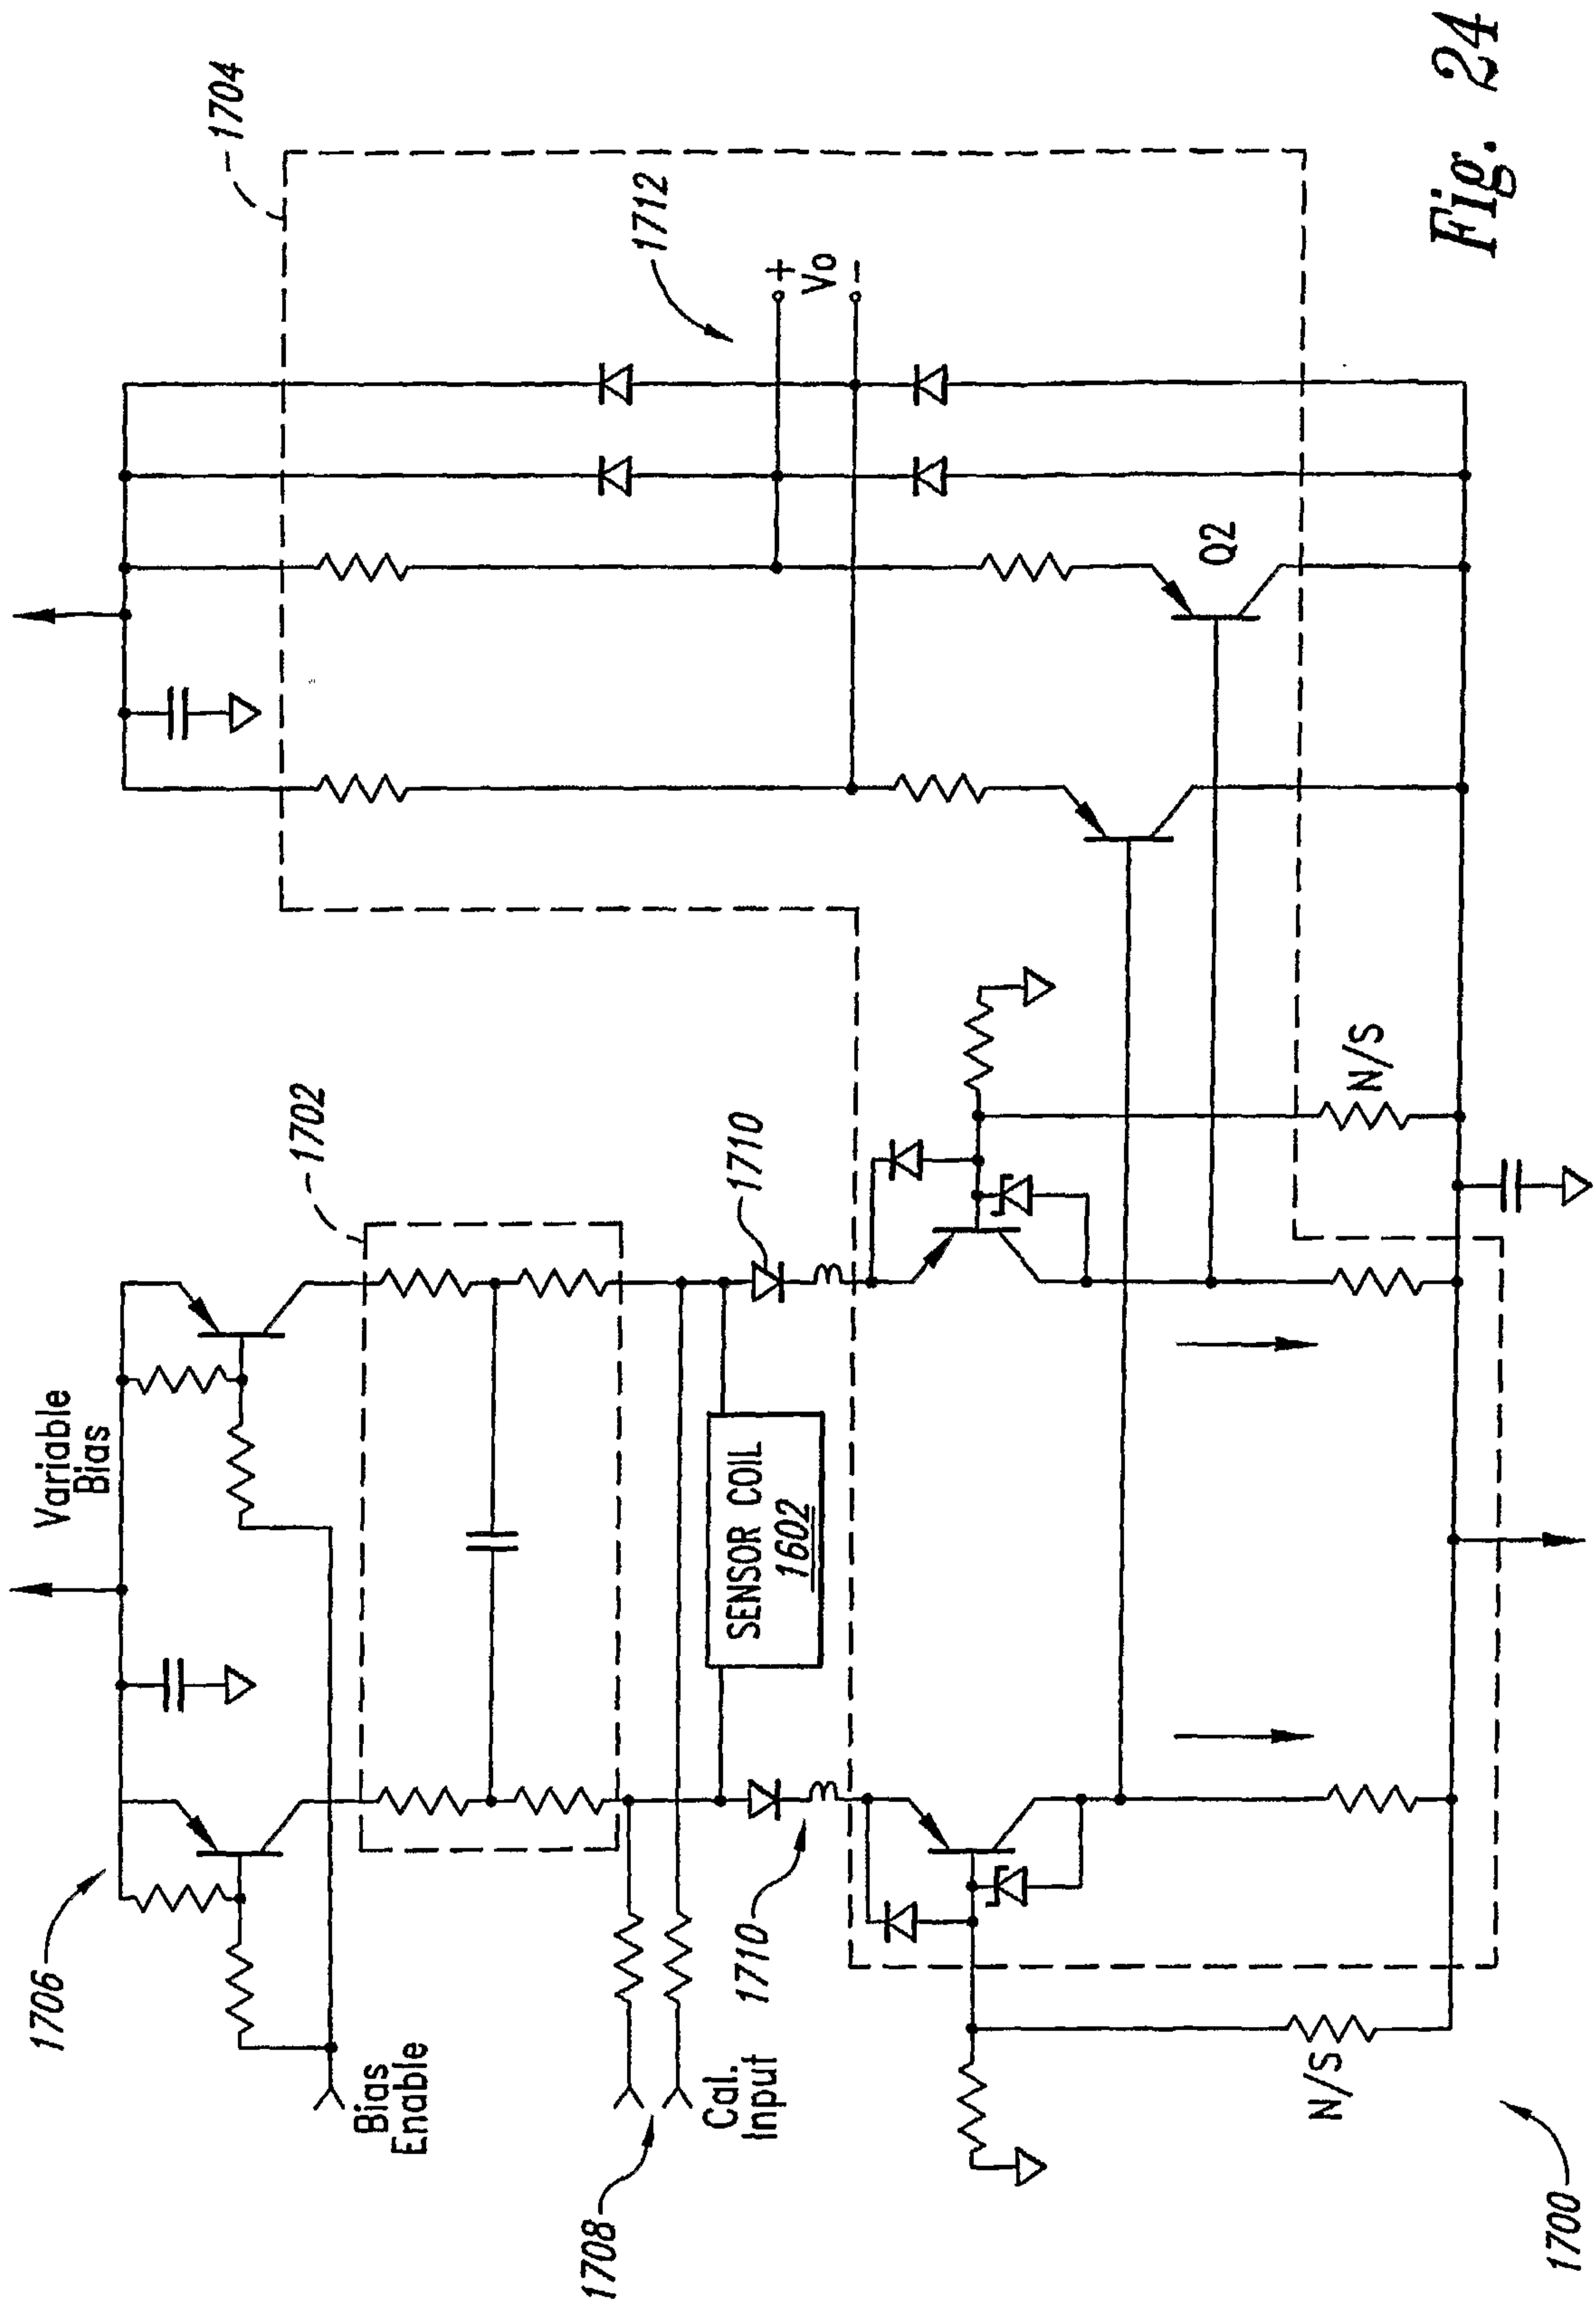 1706
Variable
Bias
1702
1704
Bias
Enable
1708
Cal.
Input
SENSOR COIL
1602
1710
1710
1712
+
Vo
-
Q2
N/S
N/S
1700
Fig. 24